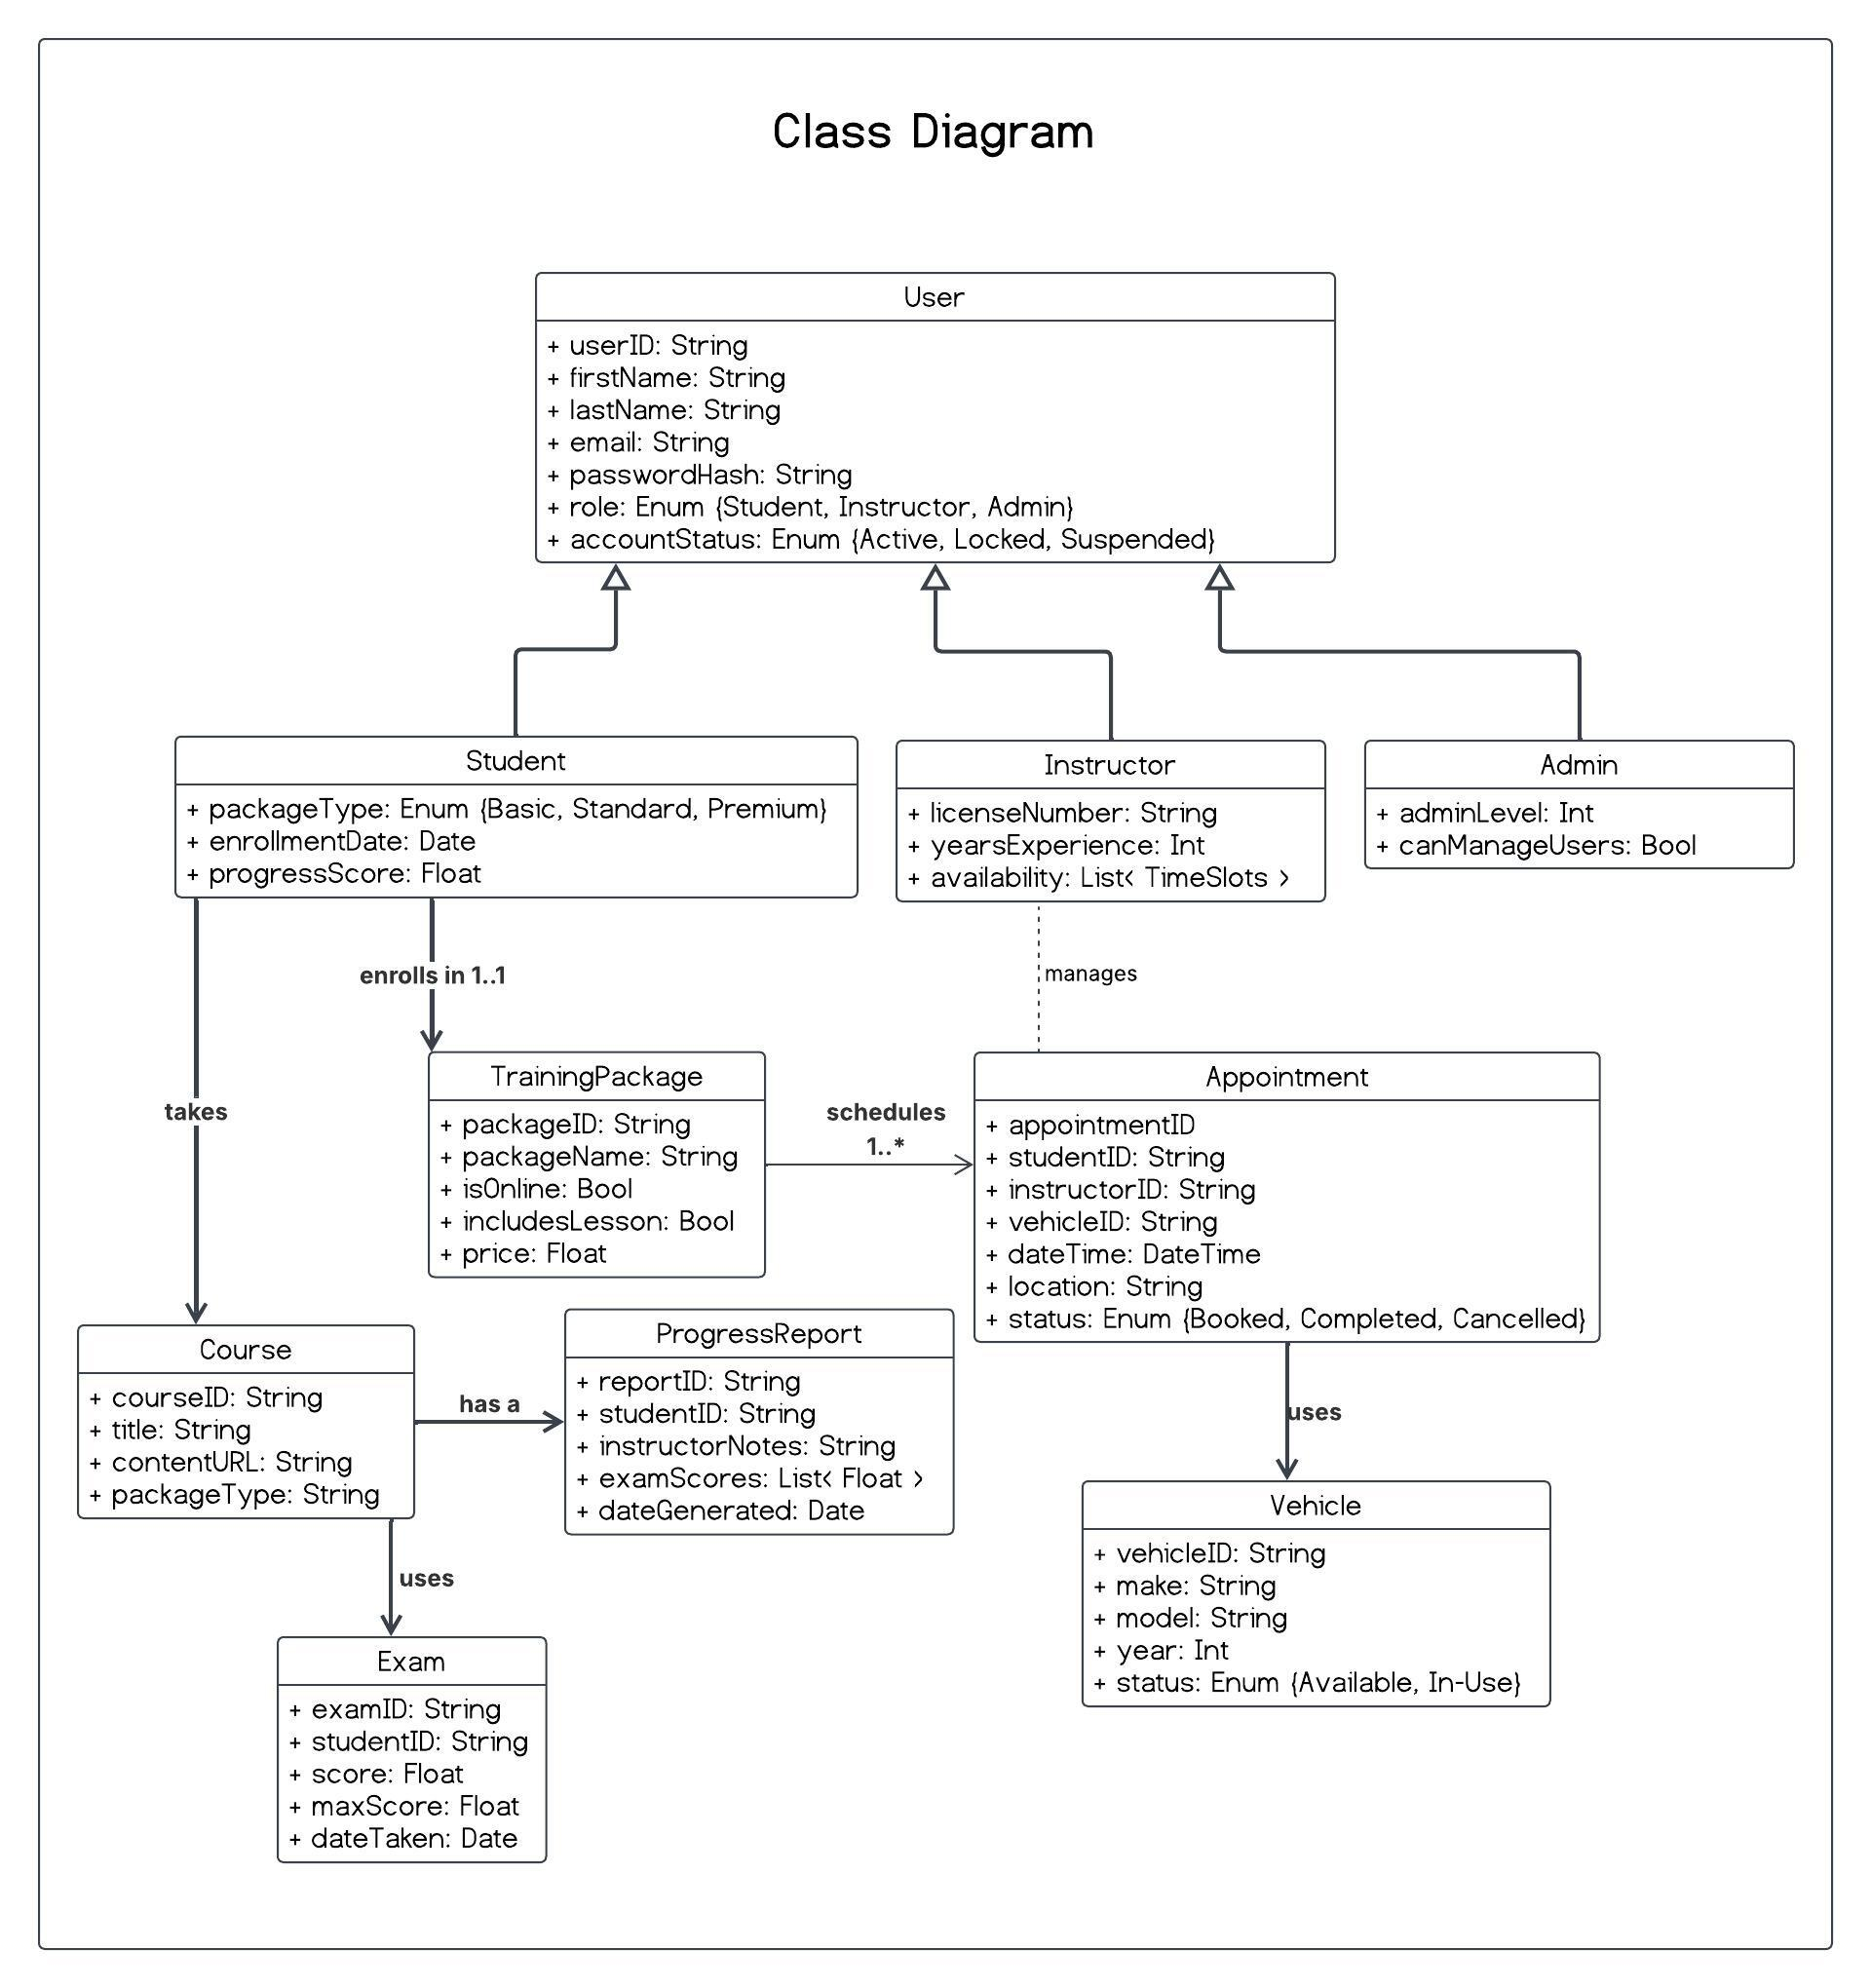 Class Diagram
User
+ userID: String
+ firstName: String
+ lastName: String
+ email: String
+ passwordHash: String
+ role: Enum {Student, Instructor, Admin}
+ accountStatus: Enum {Active, Locked, Suspended}
Student
+ packageType: Enum {Basic, Standard, Premium}
+ enrollmentDate: Date
+ progressScore: Float
Instructor
+ licenseNumber: String
+ yearsExperience: Int
+ availability: List< TimeSlots >
Admin
+ adminLevel: Int
+ canManageUsers: Bool
enrolls in 1..1
manages
takes
TrainingPackage
+ packageID: String
+ packageName: String
+ isOnline: Bool
+ includesLesson: Bool
+ price: Float
schedules
1..*
Appointment
+ appointmentID
+ studentID: String
+ instructorID: String
+ vehicleID: String
+ dateTime: DateTime
+ location: String
+ status: Enum {Booked, Completed, Cancelled}
Course
+ courseID: String
+ title: String
+ contentURL: String
+ packageType: String
has a
ProgressReport
+ reportID: String
+ studentID: String
+ instructorNotes: String
+ examScores: List< Float >
+ dateGenerated: Date
uses
Vehicle
+ vehicleID: String
+ make: String
+ model: String
+ year: Int
+ status: Enum {Available, In-Use}
uses
Exam
+ examID: String
+ studentID: String
+ score: Float
+ maxScore: Float
+ dateTaken: Date